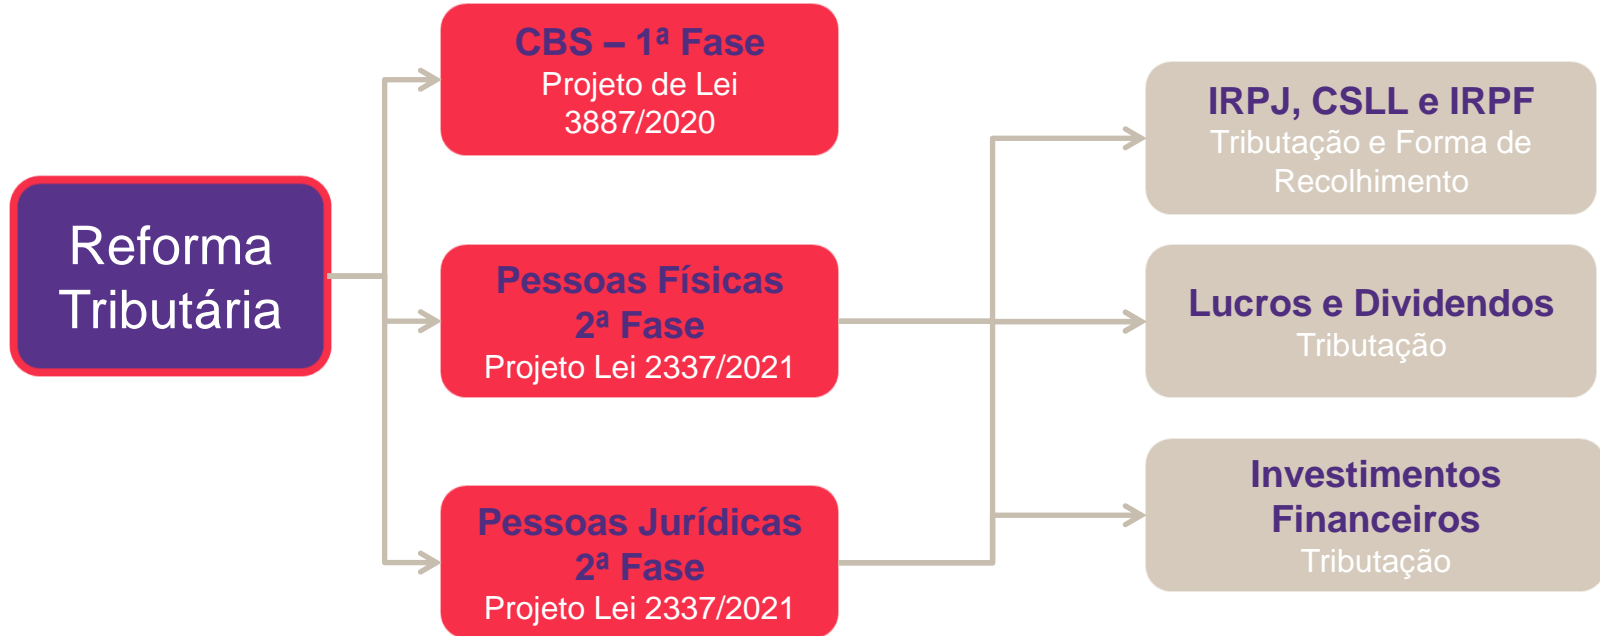 Reforma
Tributária
CBS – 1ª Fase
Projeto de Lei
3887/2020
Pessoas Físicas
2ª Fase
Projeto Lei 2337/2021
Pessoas Jurídicas
2ª Fase
Projeto Lei 2337/2021
IRPJ, CSLL e IRPF
Tributação e Forma de
Recolhimento
Lucros e Dividendos
Tributação
Investimentos
Financeiros
Tributação